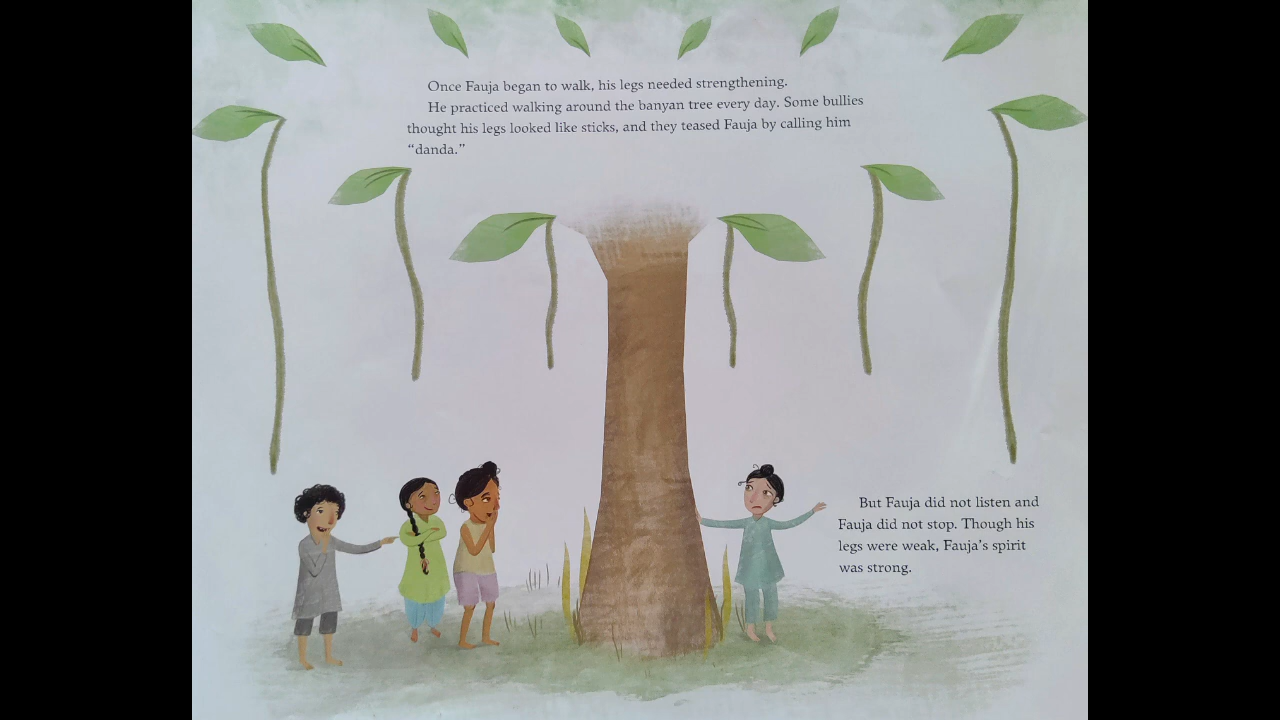 Once Fauja began to walk, his legs needed strengthening.
He practiced walking around the banyan tree every day. Some bullies
thought his legs looked like sticks, and they teased Fauja by calling him
“danda.”
But Fauja did not listen and
Fauja did not stop. Though his
legs were weak, Fauja’s spirit
was strong.